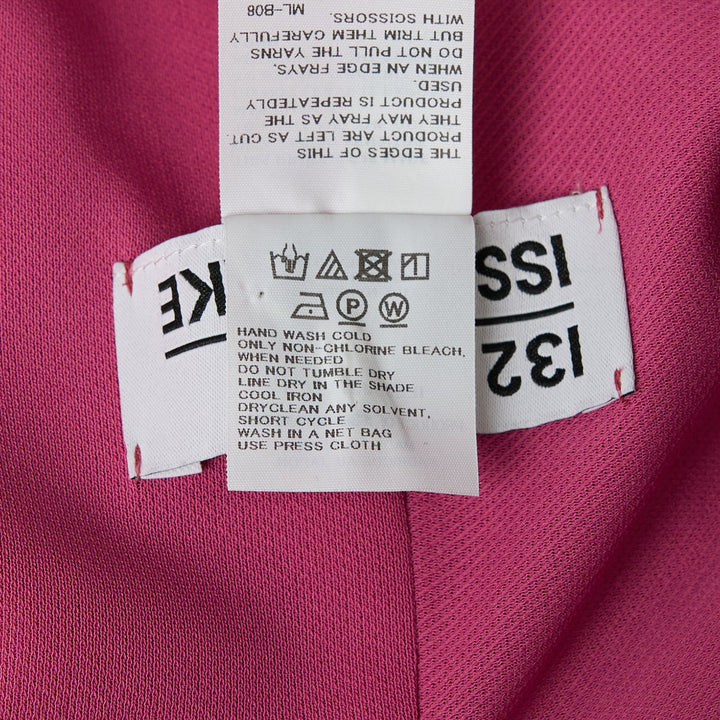 THE EDGES OF THIS
PRODUCT ARE LEFT AS CUT.
THEY MAY FRAY AS THE
PRODUCT IS REPEATEDLY
USED.
WHEN AN EDGE FRAYS.
DO NOT PULL THE YARNS
BUT TRIM THEM CAREFULLY
WITH SCISSORS.
ML-B08
P W
HAND WASH COLD
ONLY NON-CHLORINE BLEACH,
WHEN NEEDED
DO NOT TUMBLE DRY
LINE DRY IN THE SHADE
COOL IRON
DRYCLEAN ANY SOLVENT,
SHORT CYCLE
WASH IN A NET BAG
USE PRESS CLOTH
132
ISS
KE